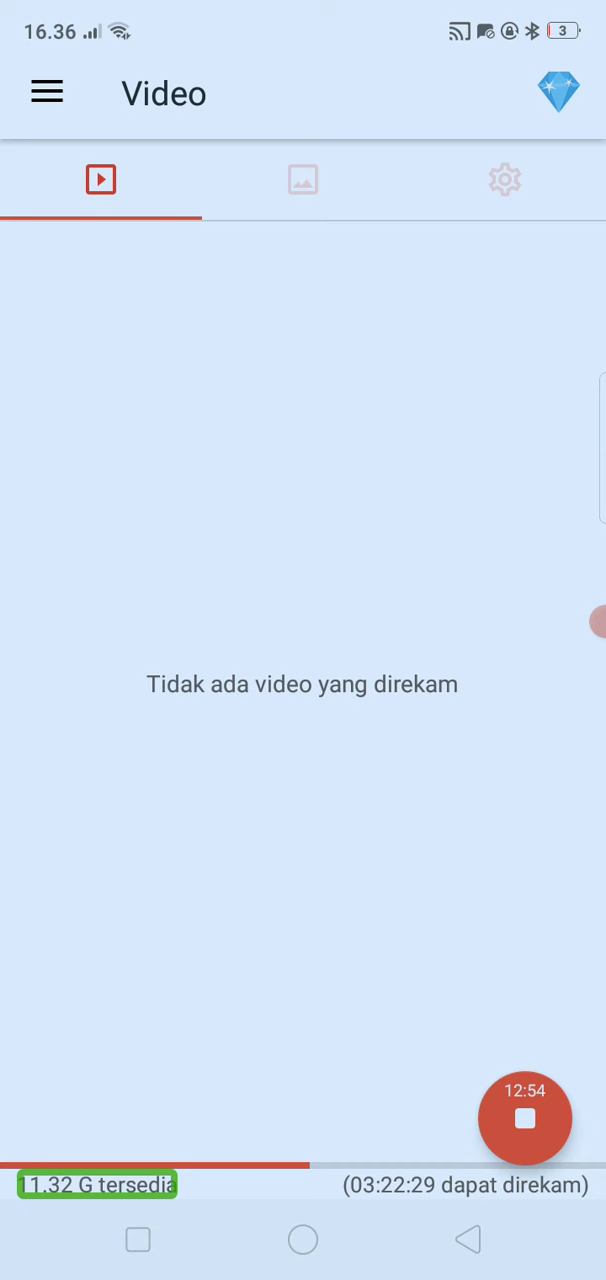 16.36
3
Video
Tidak ada video yang direkam
12:54
11.32 G tersedia
(03:22:29 dapat direkam)